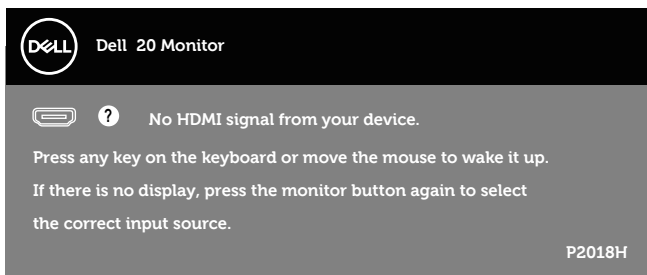 DELL Dell 20 Monitor
? No HDMI signal from your device.
Press any key on the keyboard or move the mouse to wake it up.
If there is no display, press the monitor button again to select
the correct input source.
P2018H